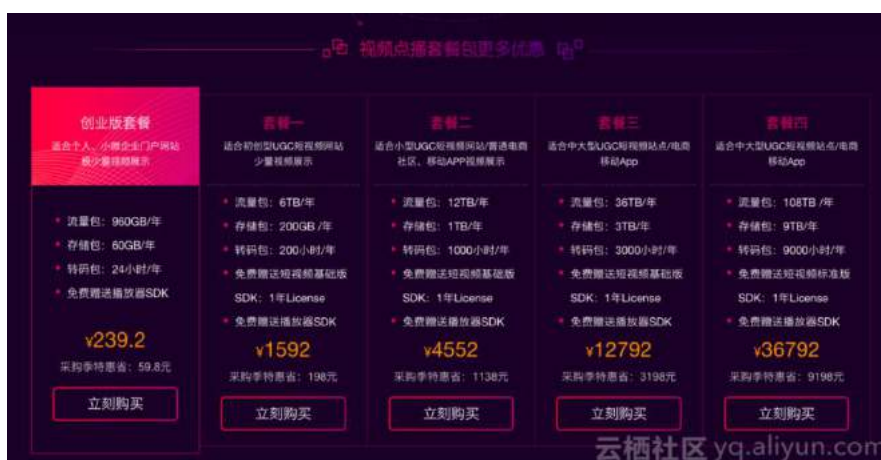 视频点播套餐包更多优惠
创业版套餐
适合个人、小微企业门户网站
极少量视频展示
流量包：960GB/年
存储包：60GB/年
转码包：24小时/年
免费赠送播放器SDK
¥239.2
采购季特惠省：59.8元
立刻购买
套餐一
适合初创型UGC短视频网站
少量视频展示
流量包：6TB/年
存储包：200GB /年
转码包：200小时/年
免费赠送短视频基础版
SDK：1年License
免费赠送播放器SDK
¥1592
采购季特惠省：198元
立刻购买
套餐二
适合小型UGC短视频网站/普通电商
社区、移动APP视频展示
流量包：12TB/年
存储包：1TB/年
转码包：1000小时/年
免费赠送短视频基础版
SDK：1年License
免费赠送播放器SDK
¥4552
采购季特惠省：1138元
立刻购买
套餐三
适合中大型UGC短视频站点/电商
移动App
流量包：36TB/年
存储包：3TB/年
转码包：3000小时/年
免费赠送短视频基础版
SDK：1年License
免费赠送播放器SDK
¥12792
采购季特惠省：3198元
立刻购买
套餐四
适合中大型UGC短视频站点/电商
移动App
流量包：108TB /年
存储包：9TB/年
转码包：9000小时/年
免费赠送短视频标准版
SDK：1年License
免费赠送播放器SDK
¥36792
采购季特惠省：9198元
立刻购买
云栖社区 yq.aliyun.com